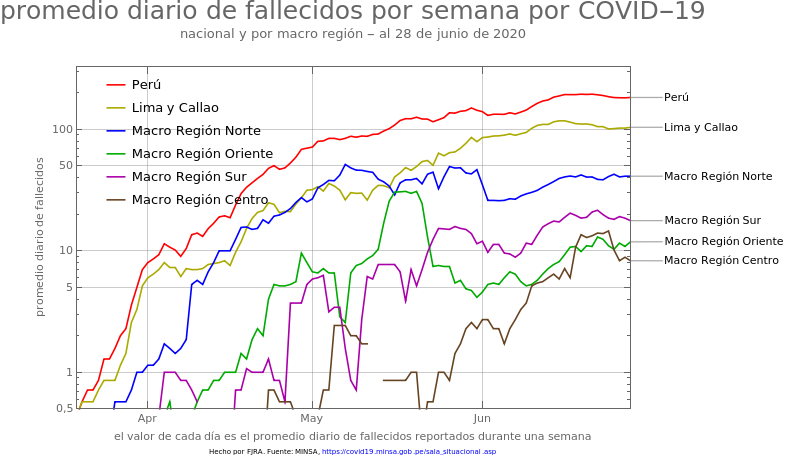 promedio diario de fallecidos por semana por COVID−19
nacional y por macro región − al 28 de junio de 2020
Perú
Lima y Callao
Macro Región Norte
Macro Región Oriente
Macro Región Sur
Macro Región Centro
promedio diario de fallecidos
100
50
10
5
1
0,5
Apr
May
Jun
Perú
Lima y Callao
Macro Región Norte
Macro Región Sur
Macro Región Oriente
Macro Región Centro
el valor de cada día es el promedio diario de fallecidos reportados durante una semana
Hecho por FJRA. Fuente: MINSA, https://covid19.minsa.gob.pe/sala_situacional .asp